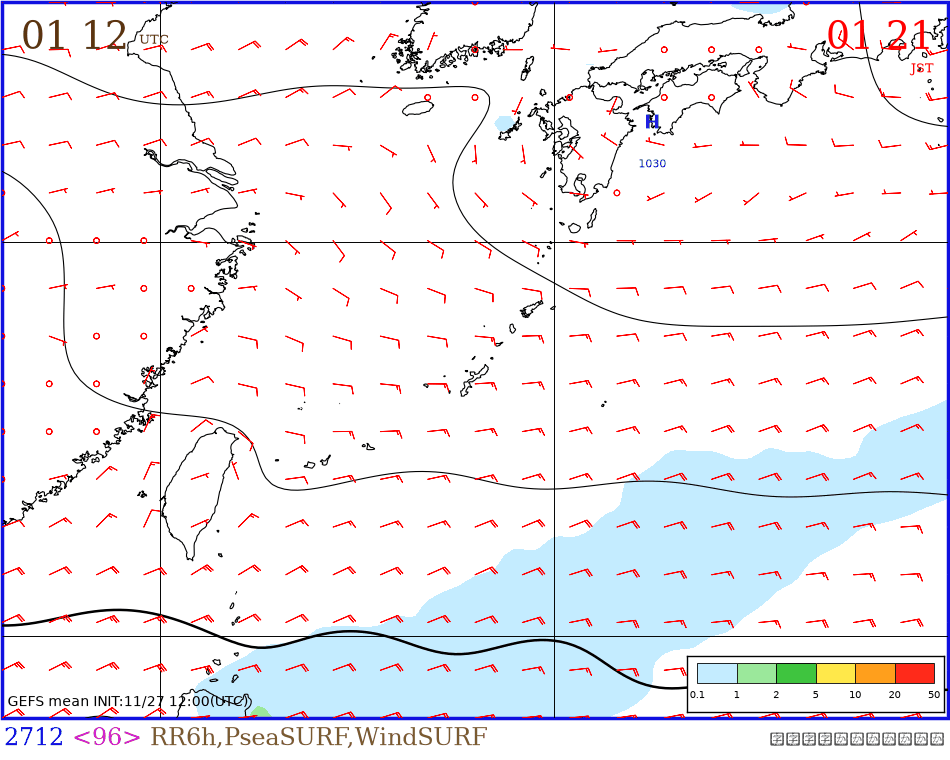 01 12 UTC
01 21
JST
H
1030
0.1 1 2 5 10 20 50
GEFS mean INIT:11/27 12:00(UTC)
2712 <96> RR6h,PseaSURF,WindSURF